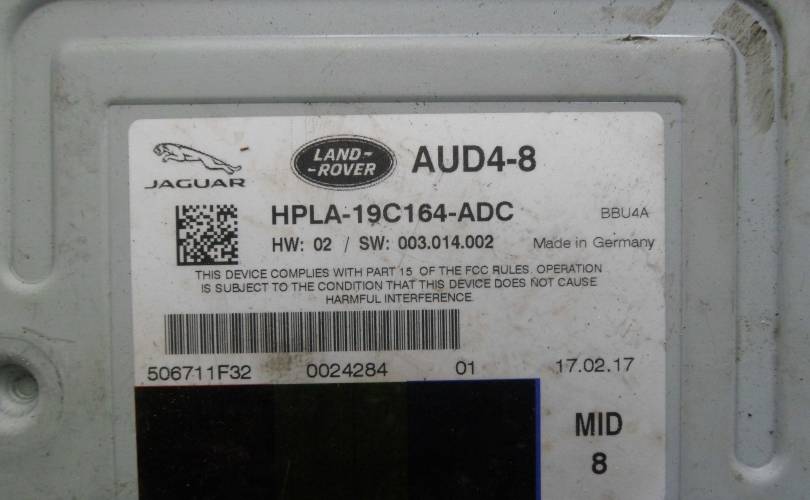 JAGUAR
LAND-
-ROVER
AUD4-8
HPLA-19C164-ADC
BBU4A
HW: 02 / SW: 003.014.002
Made in Germany
THIS DEVICE COMPLIES WITH PART 15 OF THE FCC RULES. OPERATION
IS SUBJECT TO THE CONDITION THAT THIS DEVICE DOES NOT CAUSE
HARMFUL INTERFERENCE.
506711F32 0024284 01 17.02.17
MID
8